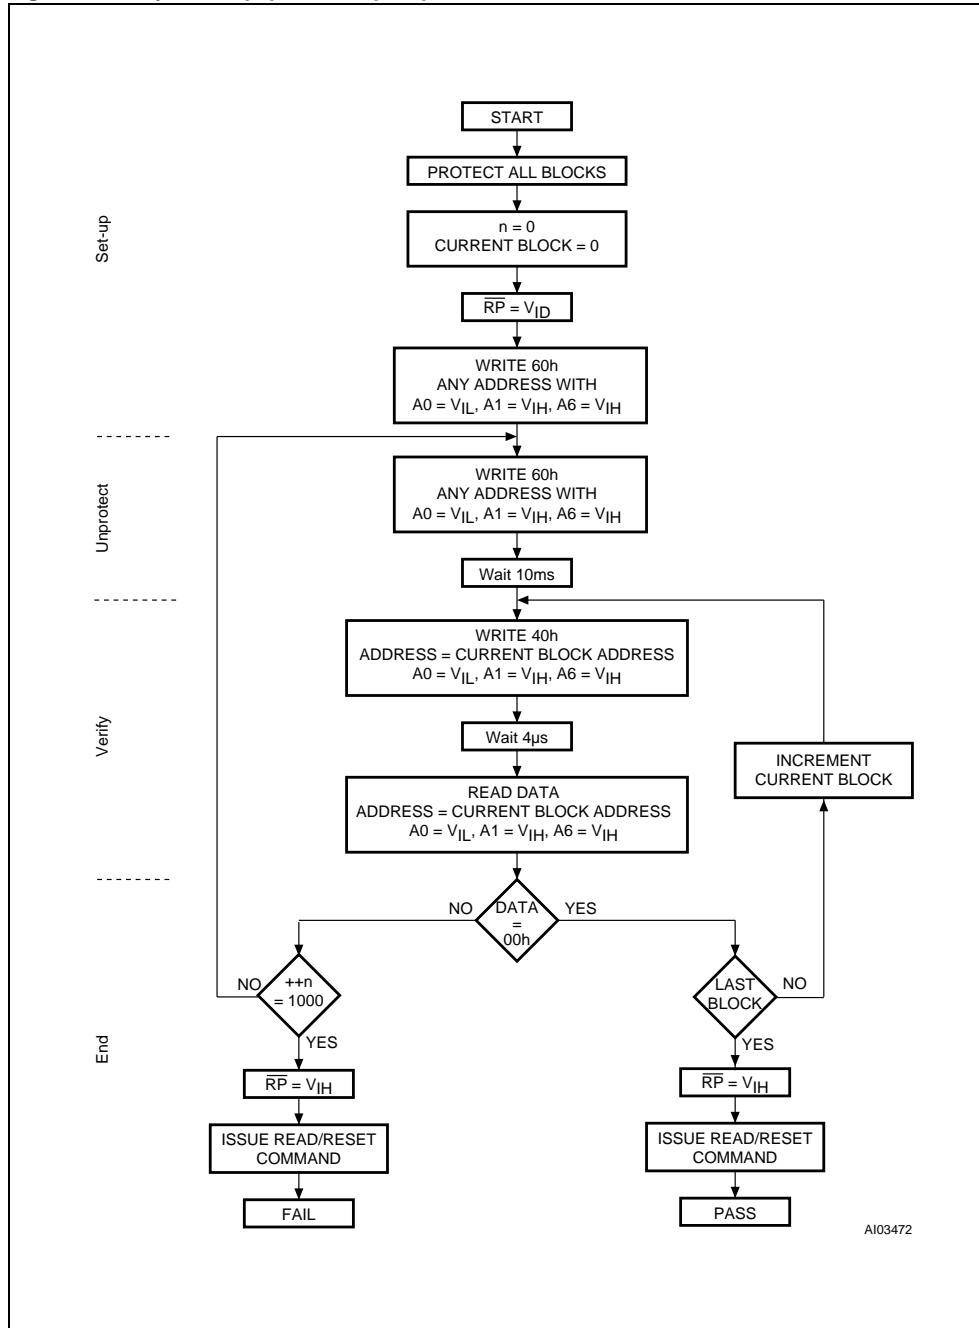 START
PROTECT ALL BLOCKS
n = 0
CURRENT BLOCK = 0
Set-up
RP = VID
WRITE 60h
ANY ADDRESS WITH
A0 = VIL, A1 = VIH, A6 = VIH
WRITE 60h
ANY ADDRESS WITH
A0 = VIL, A1 = VIH, A6 = VIH
Unprotect
Wait 10ms
WRITE 40h
ADDRESS = CURRENT BLOCK ADDRESS
A0 = VIL, A1 = VIH, A6 = VIH
Verify
Wait 4µs
INCREMENT
CURRENT BLOCK
READ DATA
ADDRESS = CURRENT BLOCK ADDRESS
A0 = VIL, A1 = VIH, A6 = VIH
NO
DATA
=
00h
YES
NO
++n
= 1000
YES
LAST
BLOCK
NO
YES
End
RP = VIH
RP = VIH
ISSUE READ/RESET
COMMAND
ISSUE READ/RESET
COMMAND
FAIL
PASS
AI03472